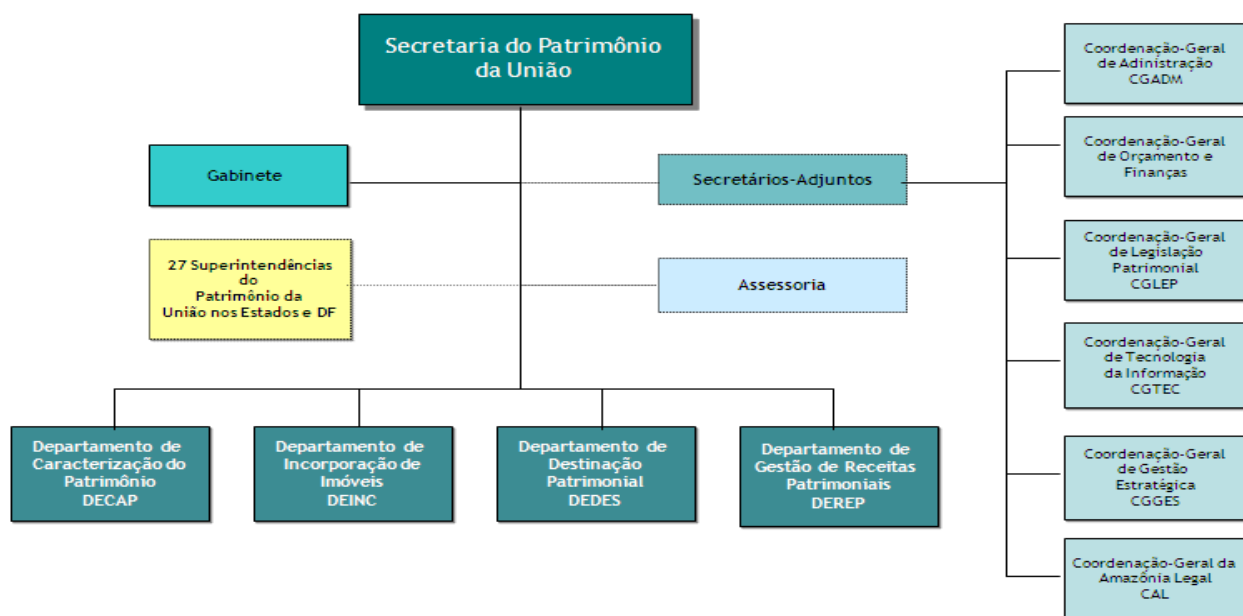 Secretaria do Patrimônio
da União
Gabinete
Secretários-Adjuntos
27 Superintendências
do
Patrimônio da
União nos Estados e DF
Assessoria
Departamento de
Caracterização do
Patrimônio
DECAP
Departamento de
Incorporação de
Imóveis
DEINC
Departamento de
Destinação
Patrimonial
DEDES
Departamento de
Gestão de Receitas
Patrimoniais
DEREP
Coordenação-Geral
de Adinistração
CGADM
Coordenação-Geral
de Orçamento e
Finanças
Coordenação-Geral
de Legislação
Patrimonial
CGLEP
Coordenação-Geral
de Tecnologia
da Informação
CGTEC
Coordenação-Geral
de Gestão
Estratégica
CGGES
Coordenação-Geral da
Amazônia Legal
CAL